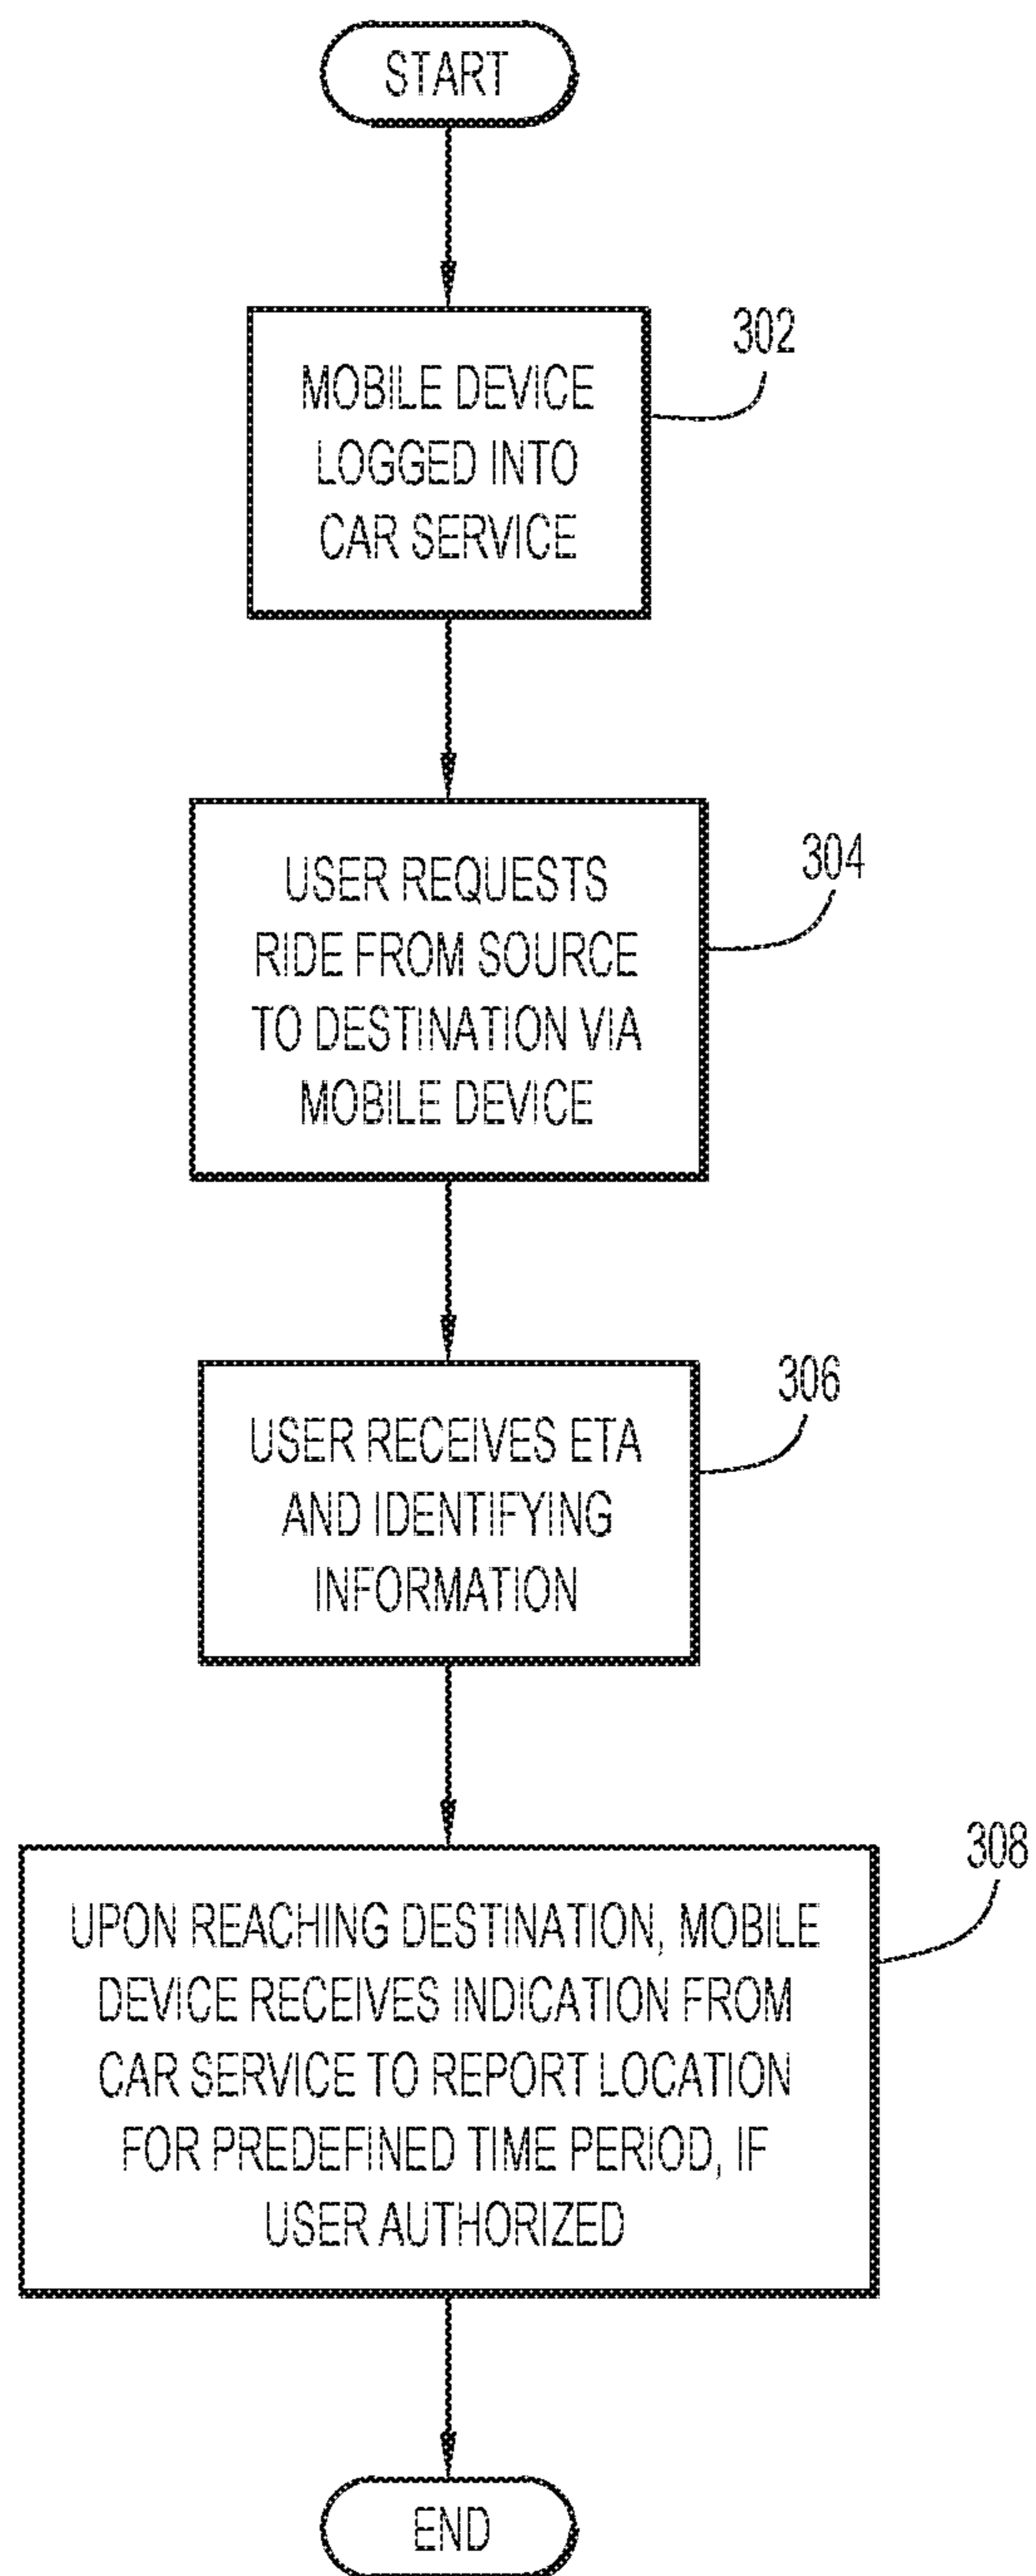 START
302
MOBILE DEVICE
LOGGED INTO
CAR SERVICE
304
USER REQUESTS
RIDE FROM SOURCE
TO DESTINATION VIA
MOBILE DEVICE
306
USER RECEIVES ETA
AND IDENTIFYING
INFORMATION
308
UPON REACHING DESTINATION, MOBILE
DEVICE RECEIVES INDICATION FROM
CAR SERVICE TO REPORT LOCATION
FOR PREDEFINED TIME PERIOD, IF
USER AUTHORIZED
END